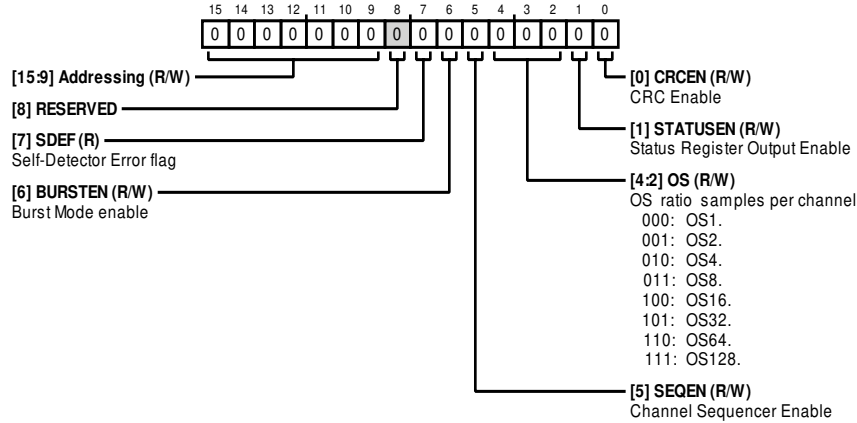 15 14 13 12 11 10 9 8 7 6 5 4 3 2 1 0
0 0 0 0 0 0 0 0 0 0 0 0 0 0 0 0
[15:9] Addressing (R/W)
[8] RESERVED
[7] SDEF (R)
Self-Detector Error flag
[6] BURSTEN (R/W)
Burst Mode enable
[0] CRCEN (R/W)
CRC Enable
[1] STATUSEN (R/W)
Status Register Output Enable
[4:2] OS (R/W)
OS ratio samples per channel
000: OS1.
001: OS2.
010: OS4.
011: OS8.
100: OS16.
101: OS32.
110: OS64.
111: OS128.
[5] SEQEN (R/W)
Channel Sequencer Enable